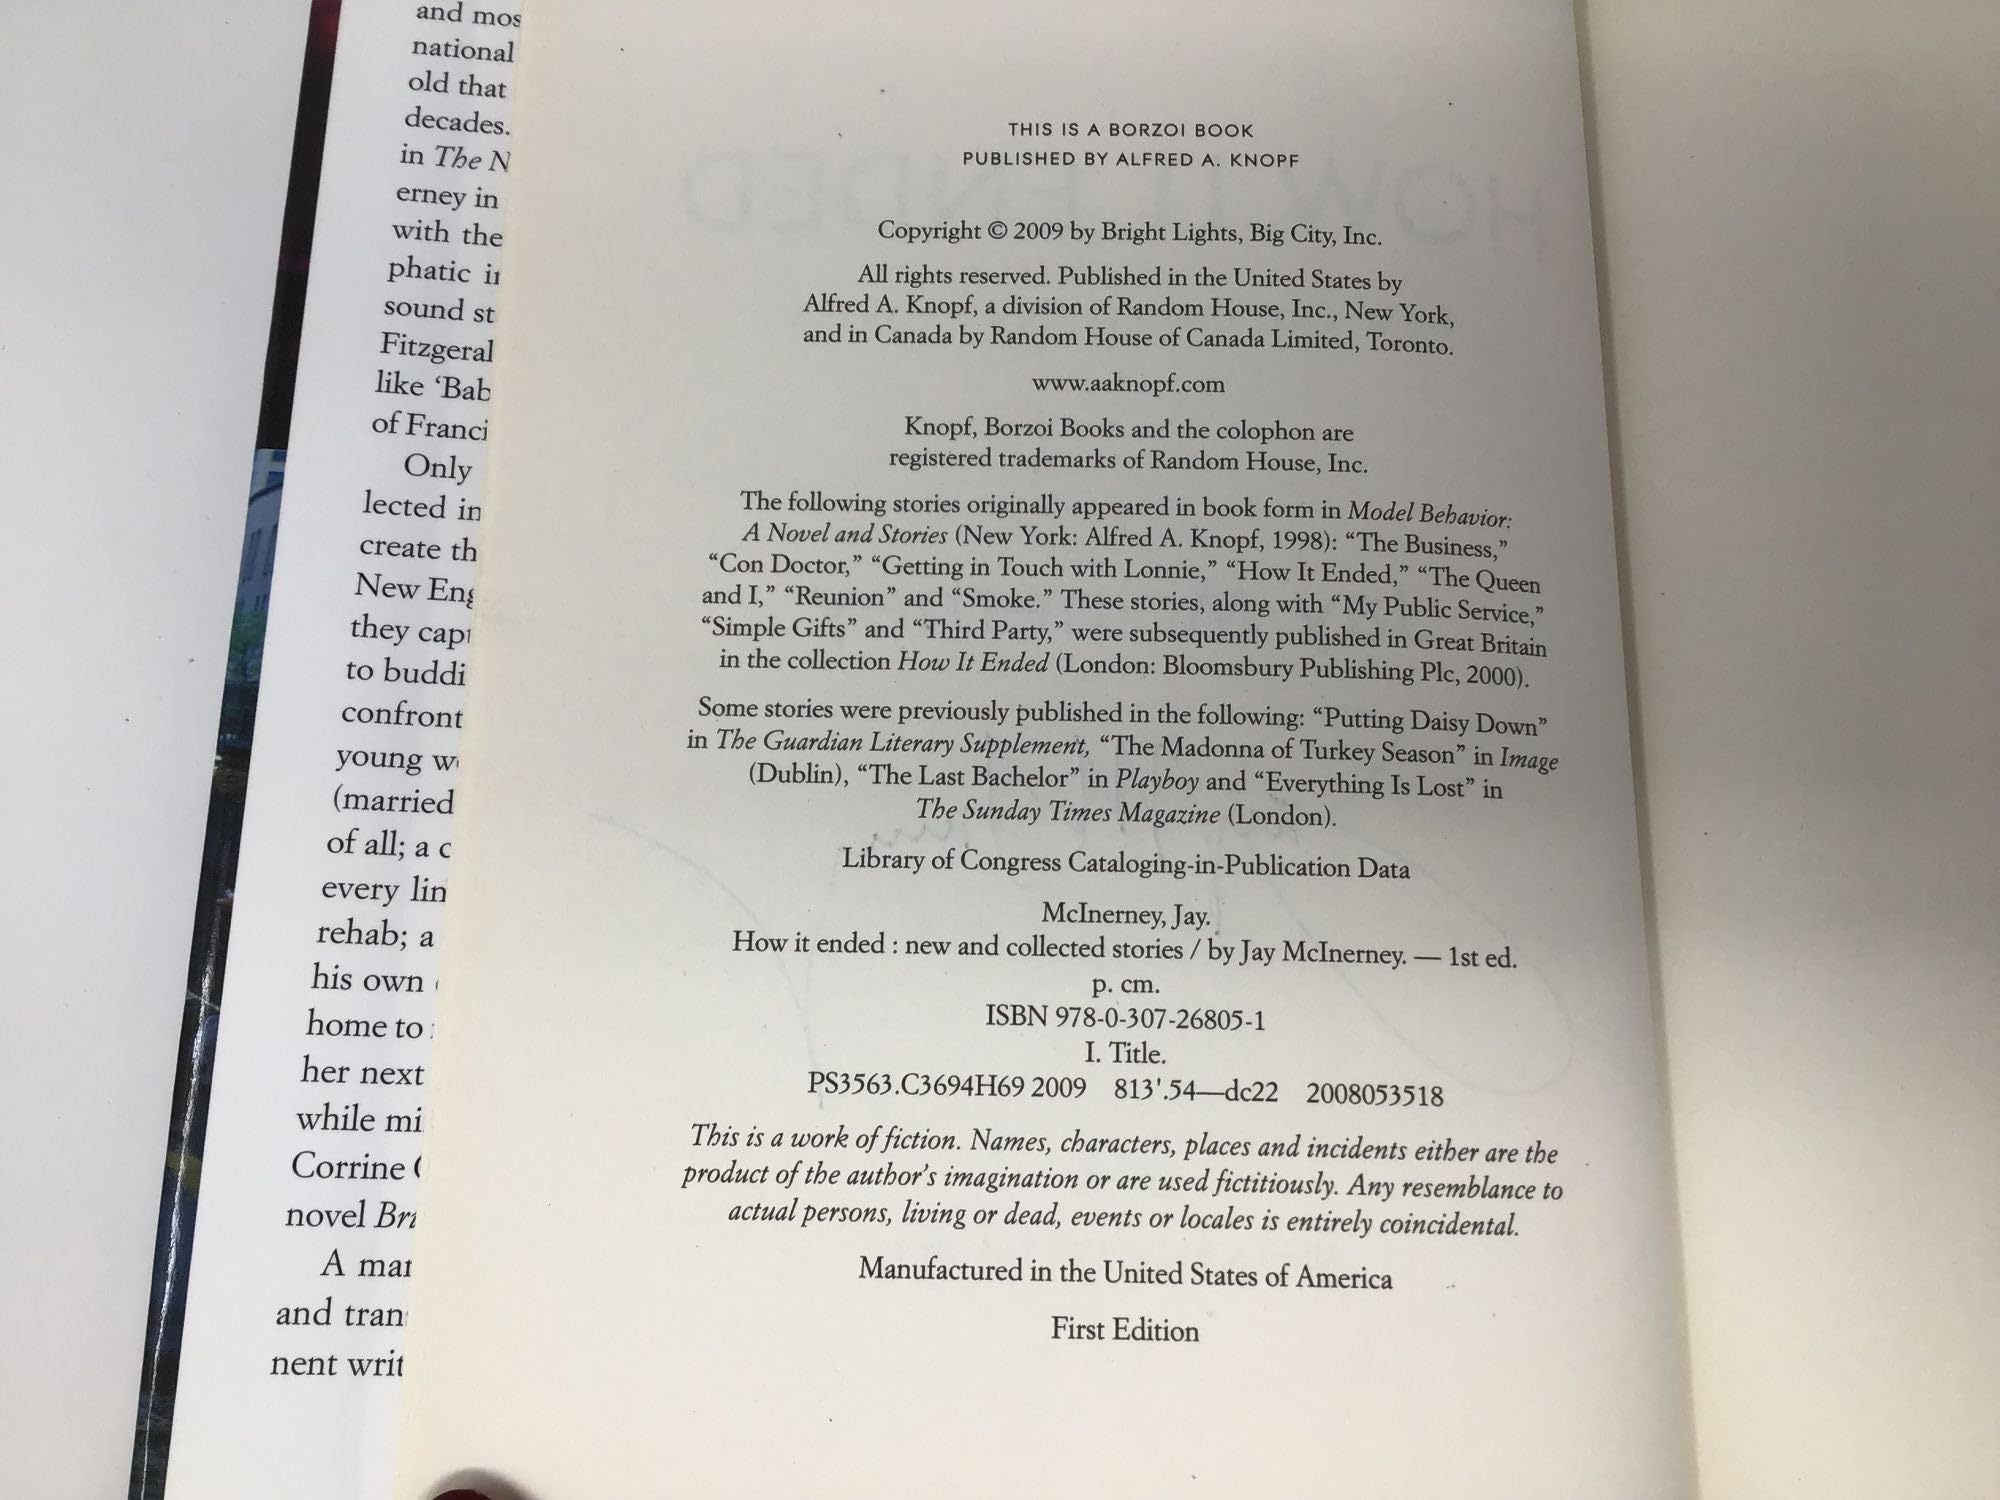 and mos
national
old that
decades.
in The N
erney in
with the
phatic in
sound st
Fitzgeral
like ‘Bab
of Franci
Only
lected in
create th
New Eng
they capt
to buddi
confront
young w
(married
of all; a c
every lin
rehab; a
his own
home to
her next
while mi
Corrine
novel Bri
A mar
and tran
nent writ
THIS IS A BORZOI BOOK
PUBLISHED BY ALFRED A. KNOPF
Copyright © 2009 by Bright Lights, Big City, Inc.
All rights reserved. Published in the United States by
Alfred A. Knopf, a division of Random House, Inc., New York,
and in Canada by Random House of Canada Limited, Toronto.
www.aaknopf.com
Knopf, Borzoi Books and the colophon are
registered trademarks of Random House, Inc.
The following stories originally appeared in book form in Model Behavior:
A Novel and Stories (New York: Alfred A. Knopf, 1998): “The Business,”
“Con Doctor,” “Getting in Touch with Lonnie,” “How It Ended,” “The Queen
and I,” “Reunion” and “Smoke.” These stories, along with “My Public Service,”
“Simple Gifts” and “Third Party,” were subsequently published in Great Britain
in the collection How It Ended (London: Bloomsbury Publishing Plc, 2000).
Some stories were previously published in the following: “Putting Daisy Down”
in The Guardian Literary Supplement, “The Madonna of Turkey Season” in Image
(Dublin), “The Last Bachelor” in Playboy and “Everything Is Lost” in
The Sunday Times Magazine (London).
Library of Congress Cataloging-in-Publication Data
McInerney, Jay.
How it ended : new and collected stories / by Jay McInerney. — 1st ed.
p. cm.
ISBN 978-0-307-26805-1
I. Title.
PS3563.C3694H69 2009 813'.54—dc22 2008053518
This is a work of fiction. Names, characters, places and incidents either are the
product of the author’s imagination or are used fictitiously. Any resemblance to
actual persons, living or dead, events or locales is entirely coincidental.
Manufactured in the United States of America
First Edition